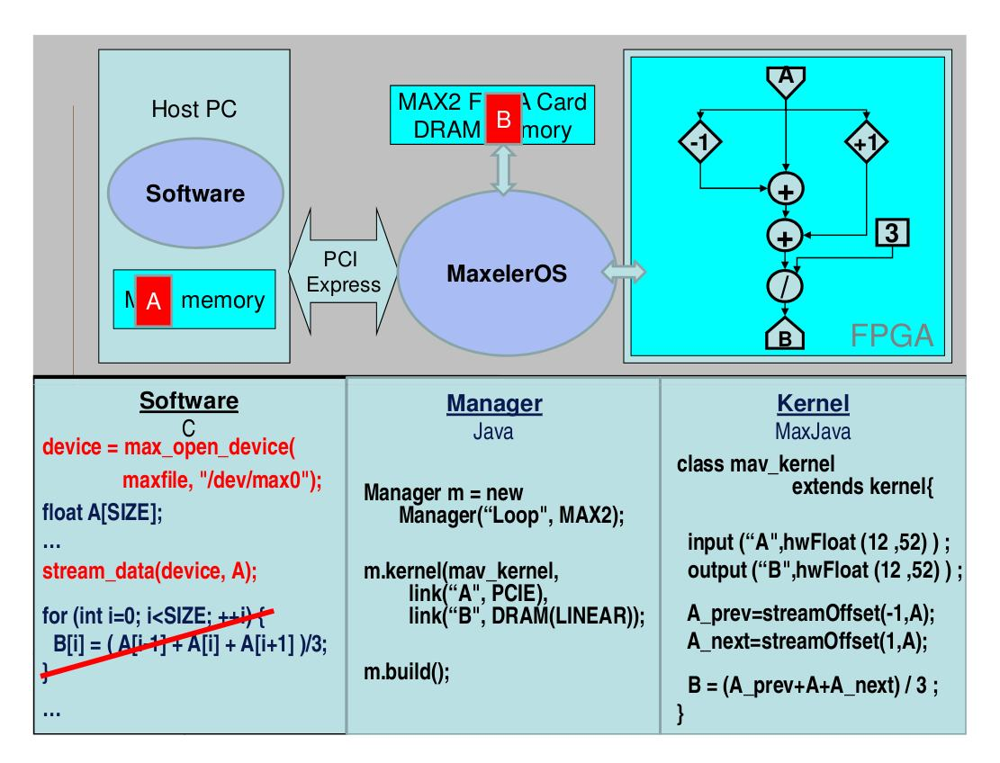 Host PC
Software
A memory
PCI
Express
MAX2 F A Card
DRAM B mory
MaxelerOS
A
-1
+1
+
+
3
/
B
FPGA
Software
C
device = max_open_device(
maxfile, "/dev/max0");
float A[SIZE];
…
stream_data(device, A);
for (int i=0; i<SIZE; ++i) {
B[i] = ( A[i-1] + A[i] + A[i+1] )/3;
}
…
Manager
Java
Manager m = new
Manager(“Loop", MAX2);
m.kernel(mav_kernel,
link(“A", PCIE),
link(“B", DRAM(LINEAR));
m.build();
Kernel
MaxJava
class mav_kernel
extends kernel{
input (“A",hwFloat (12 ,52) ) ;
output (“B",hwFloat (12 ,52) ) ;
A_prev=streamOffset(-1,A);
A_next=streamOffset(1,A);
B = (A_prev+A+A_next) / 3 ;
}